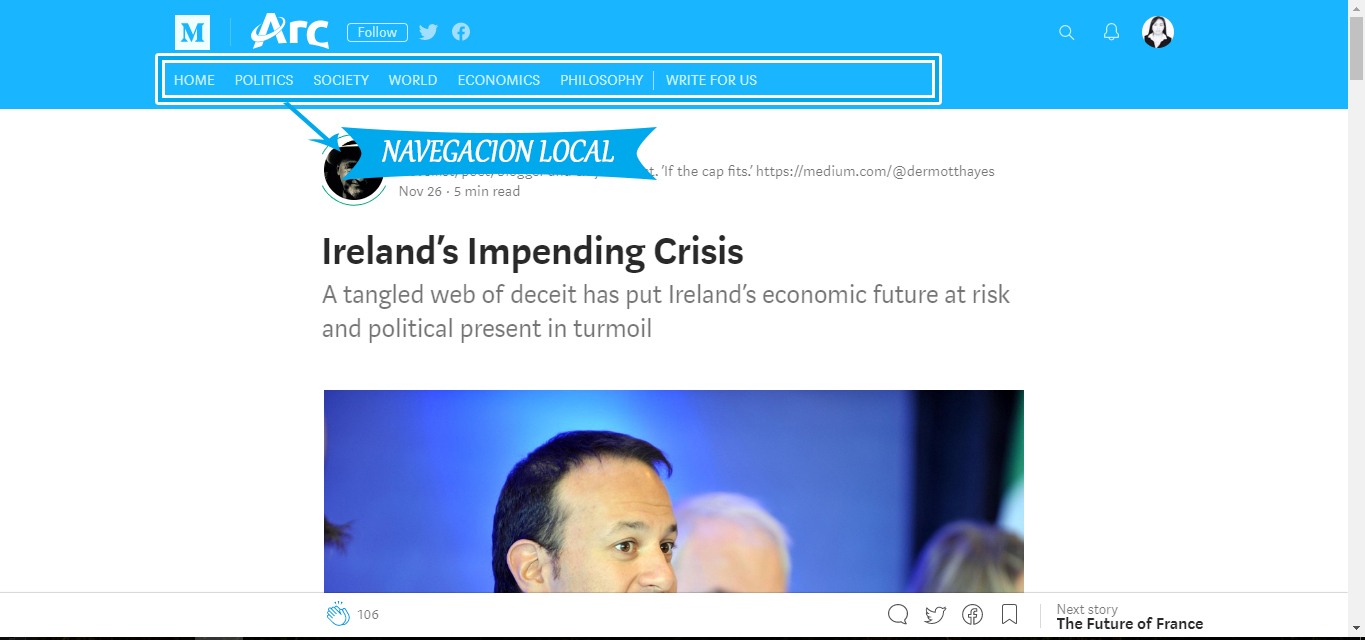 M Arc Follow
HOME POLITICS SOCIETY WORLD ECONOMICS PHILOSOPHY WRITE FOR US
NAVEGACION LOCAL
t. ‘If the cap fits.’ https://medium.com/@dermotthayes
Nov 26 · 5 min read
Ireland’s Impending Crisis
A tangled web of deceit has put Ireland’s economic future at risk
and political present in turmoil
106
Next story
The Future of France